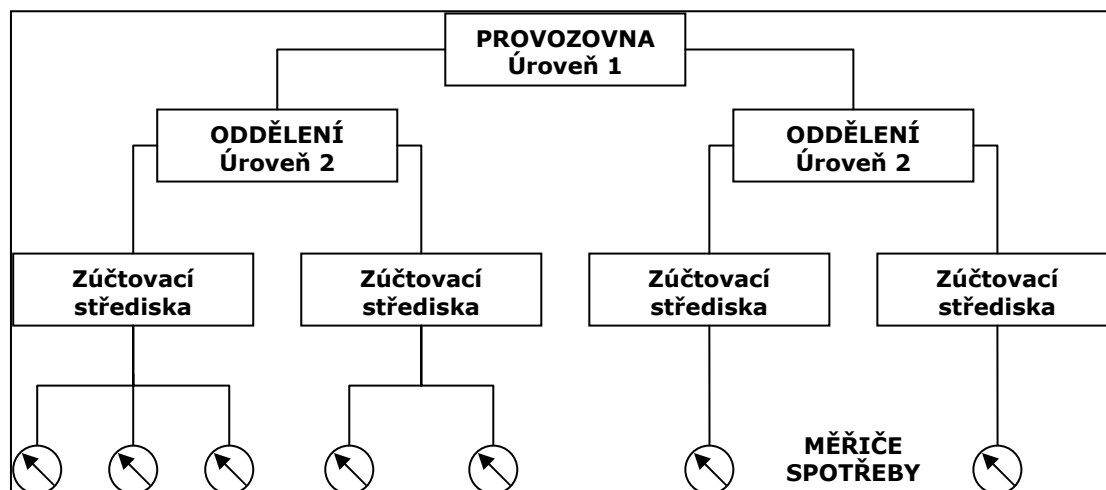 PROVOZOVNA
Úroveň 1
ODDĚLENÍ
Úroveň 2
ODDĚLENÍ
Úroveň 2
Zúčtovací
střediska
Zúčtovací
střediska
Zúčtovací
střediska
Zúčtovací
střediska
MĚŘIČE
SPOTŘEBY